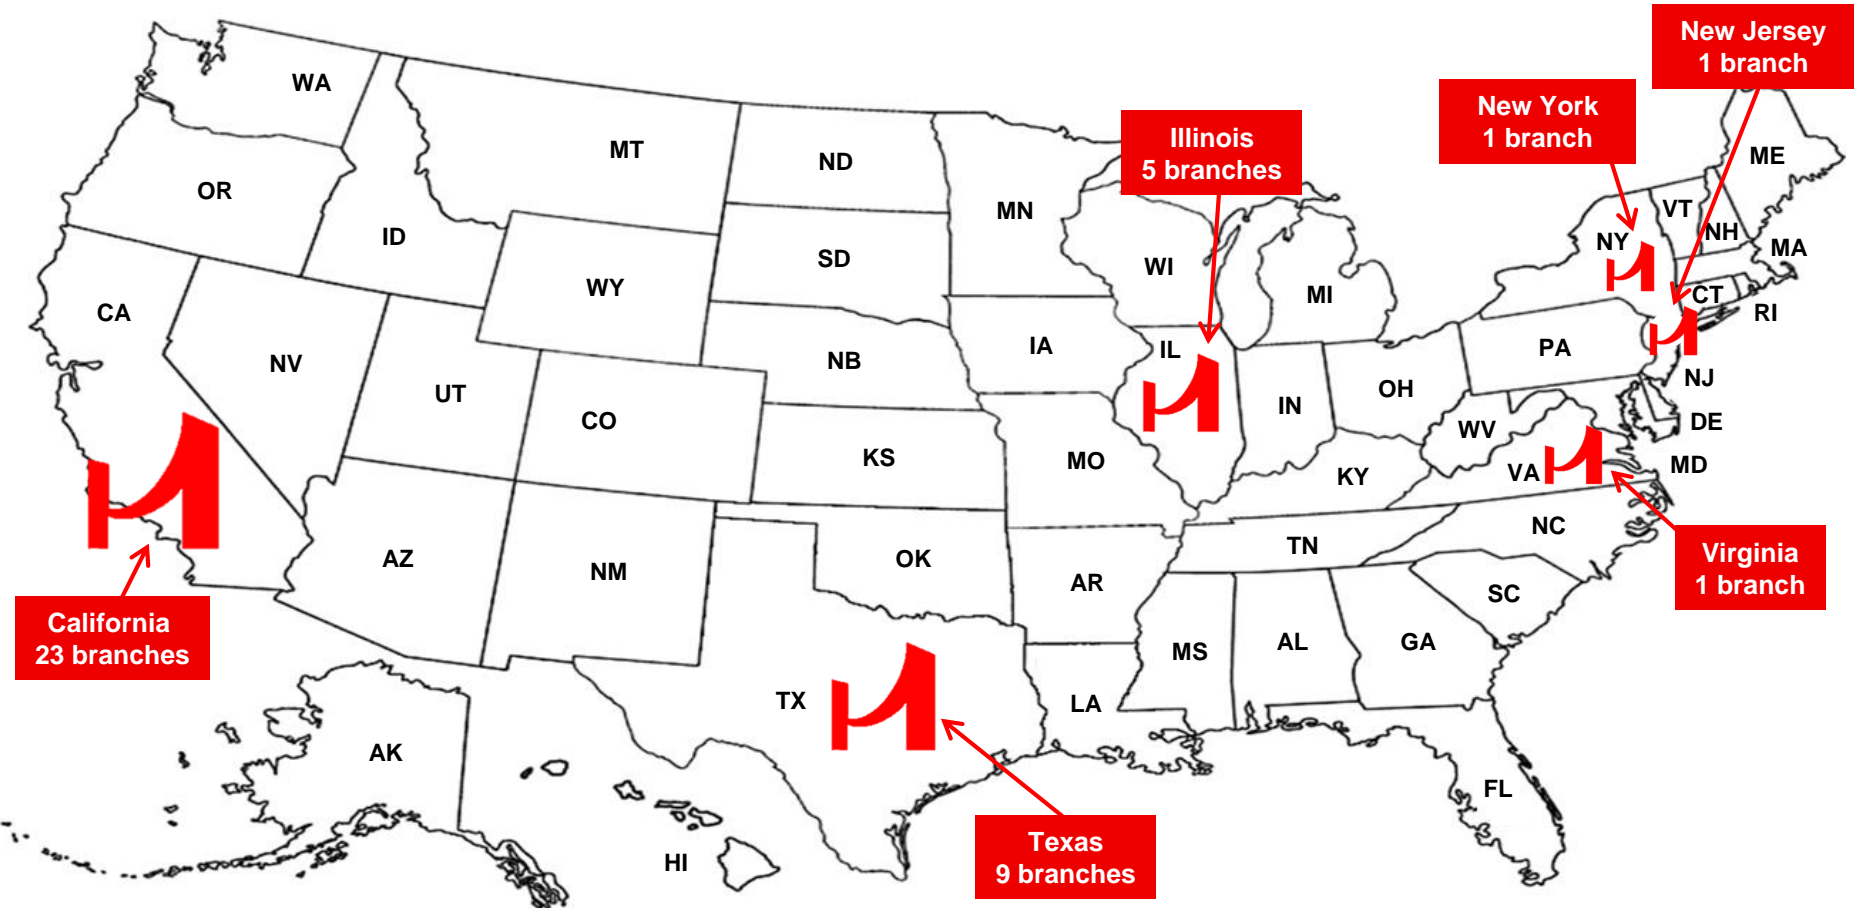 New Jersey
1 branch
New York
1 branch
Illinois
5 branches
WA
MT
ND
MN
ME
OR
ID
SD
WI
MI
VT
NH
NY
MA
WY
CA
NV
UT
CO
NB
IA
IL
IN
OH
PA
CT
RI
NJ
DE
MD
KS
MO
KY
WV
VA
AZ
NM
OK
AR
TN
NC
SC
Virginia
1 branch
California
23 branches
TX
LA
MS
AL
GA
FL
AK
HI
Texas
9 branches